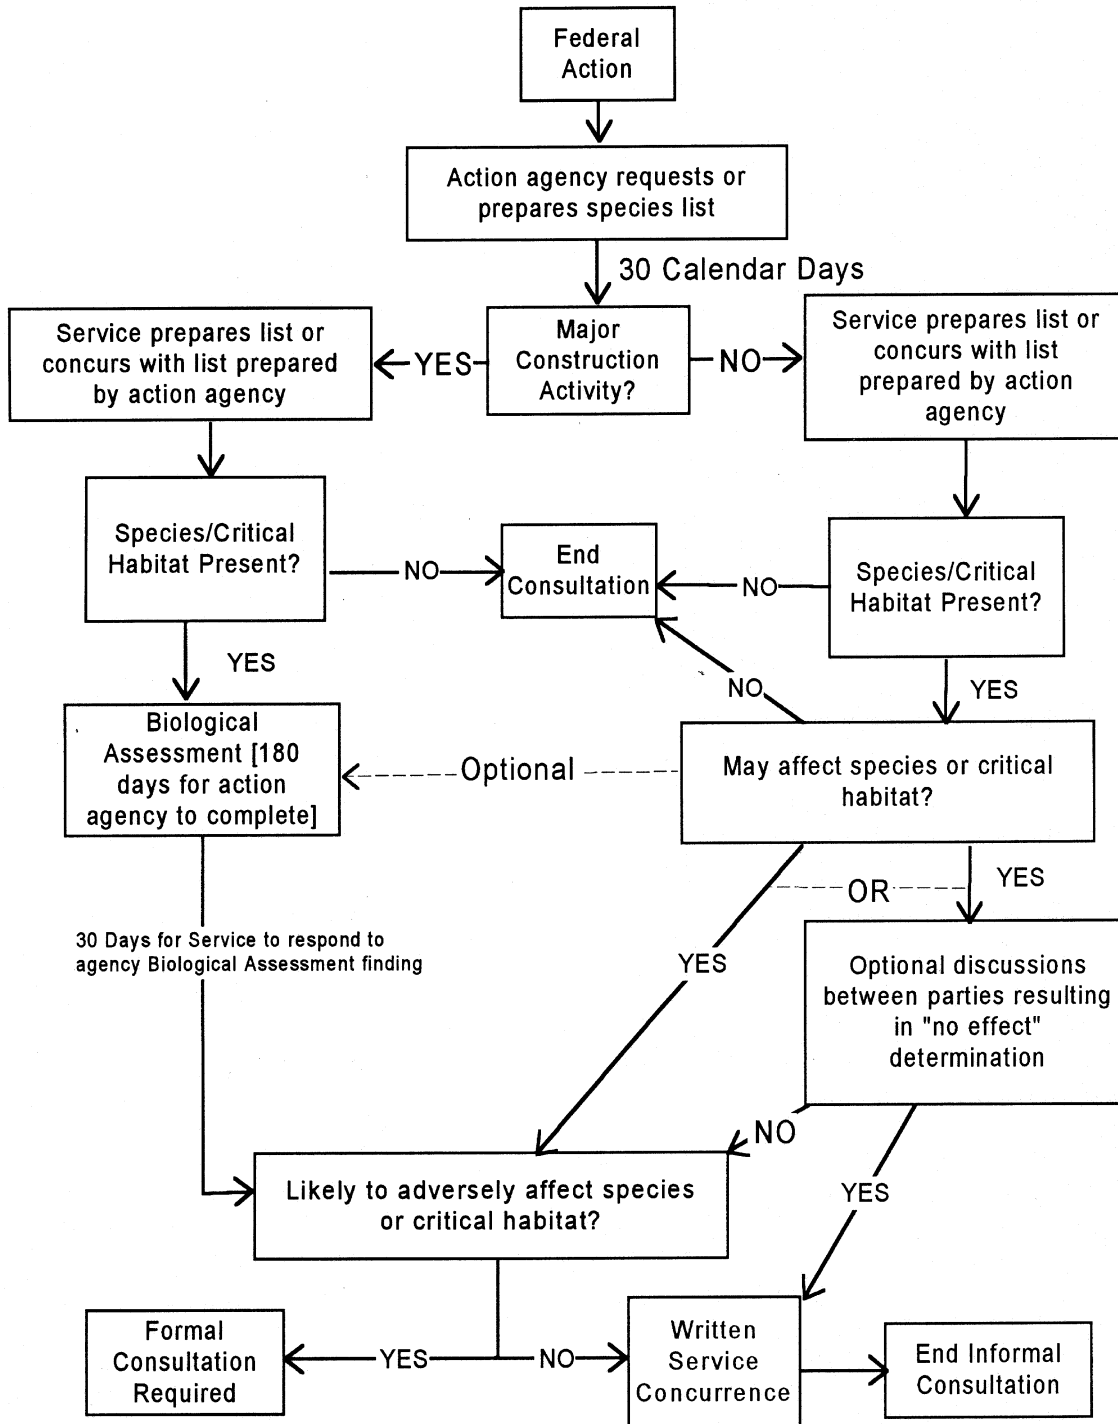 Federal
Action
Action agency requests or
prepares species list
30 Calendar Days
Service prepares list or
concurs with list prepared
by action agency
YES
Major
Construction
Activity?
NO
Service prepares list or
concurs with list
prepared by action
agency
Species/Critical
Habitat Present?
NO
End
Consultation
NO
Species/Critical
Habitat Present?
YES
NO
YES
Biological
Assessment [180
days for action
agency to complete]
Optional
May affect species or critical
habitat?
OR
YES
30 Days for Service to respond to
agency Biological Assessment finding
YES
Optional discussions
between parties resulting
in "no effect"
determination
NO
YES
Likely to adversely affect species
or critical habitat?
Formal
Consultation
Required
YES
NO
Written
Service
Concurrence
End Informal
Consultation